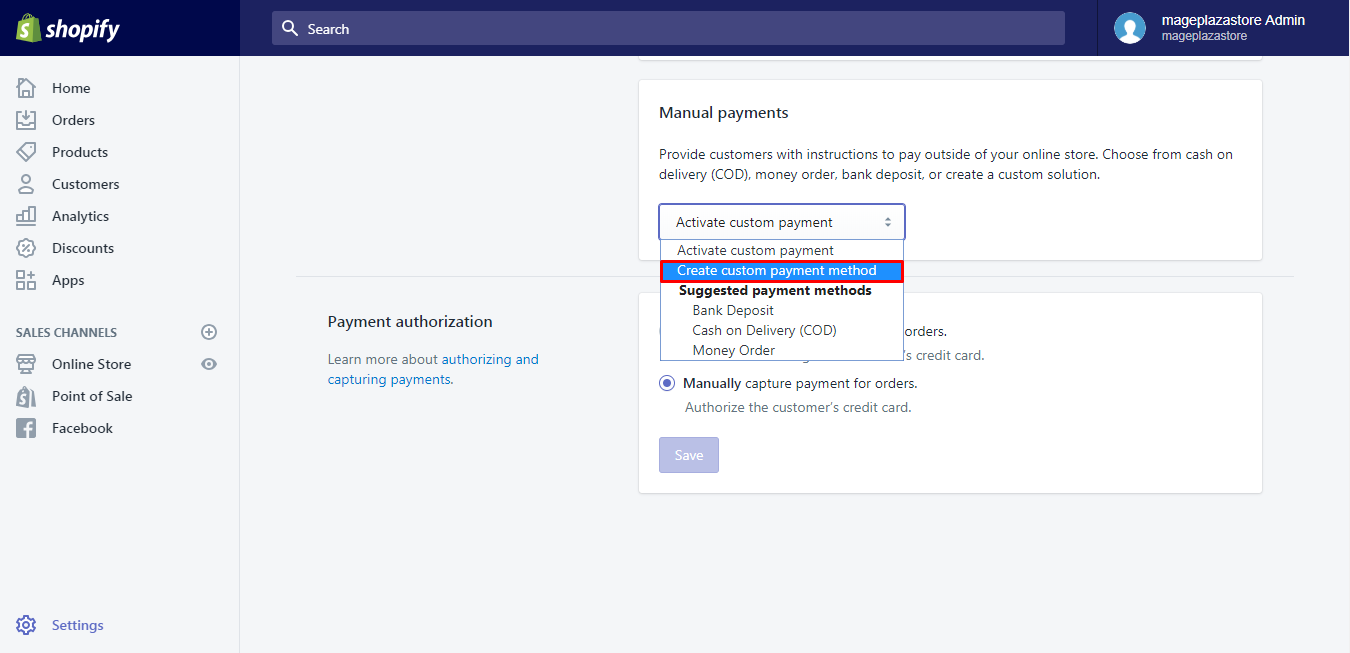 shopify
Search
mageplazastore Admin
mageplazastore
Home
Orders
Products
Customers
Analytics
Discounts
Apps
SALES CHANNELS
Online Store
Point of Sale
Facebook
Settings
Manual payments
Provide customers with instructions to pay outside of your online store. Choose from cash on
delivery (COD), money order, bank deposit, or create a custom solution.
Activate custom payment
Activate custom payment
Create custom payment method
Suggested payment methods
Bank Deposit
Cash on Delivery (COD)
Money Order
Payment authorization
Learn more about authorizing and
capturing payments.
orders.
's credit card.
Manually capture payment for orders.
Authorize the customer's credit card.
Save